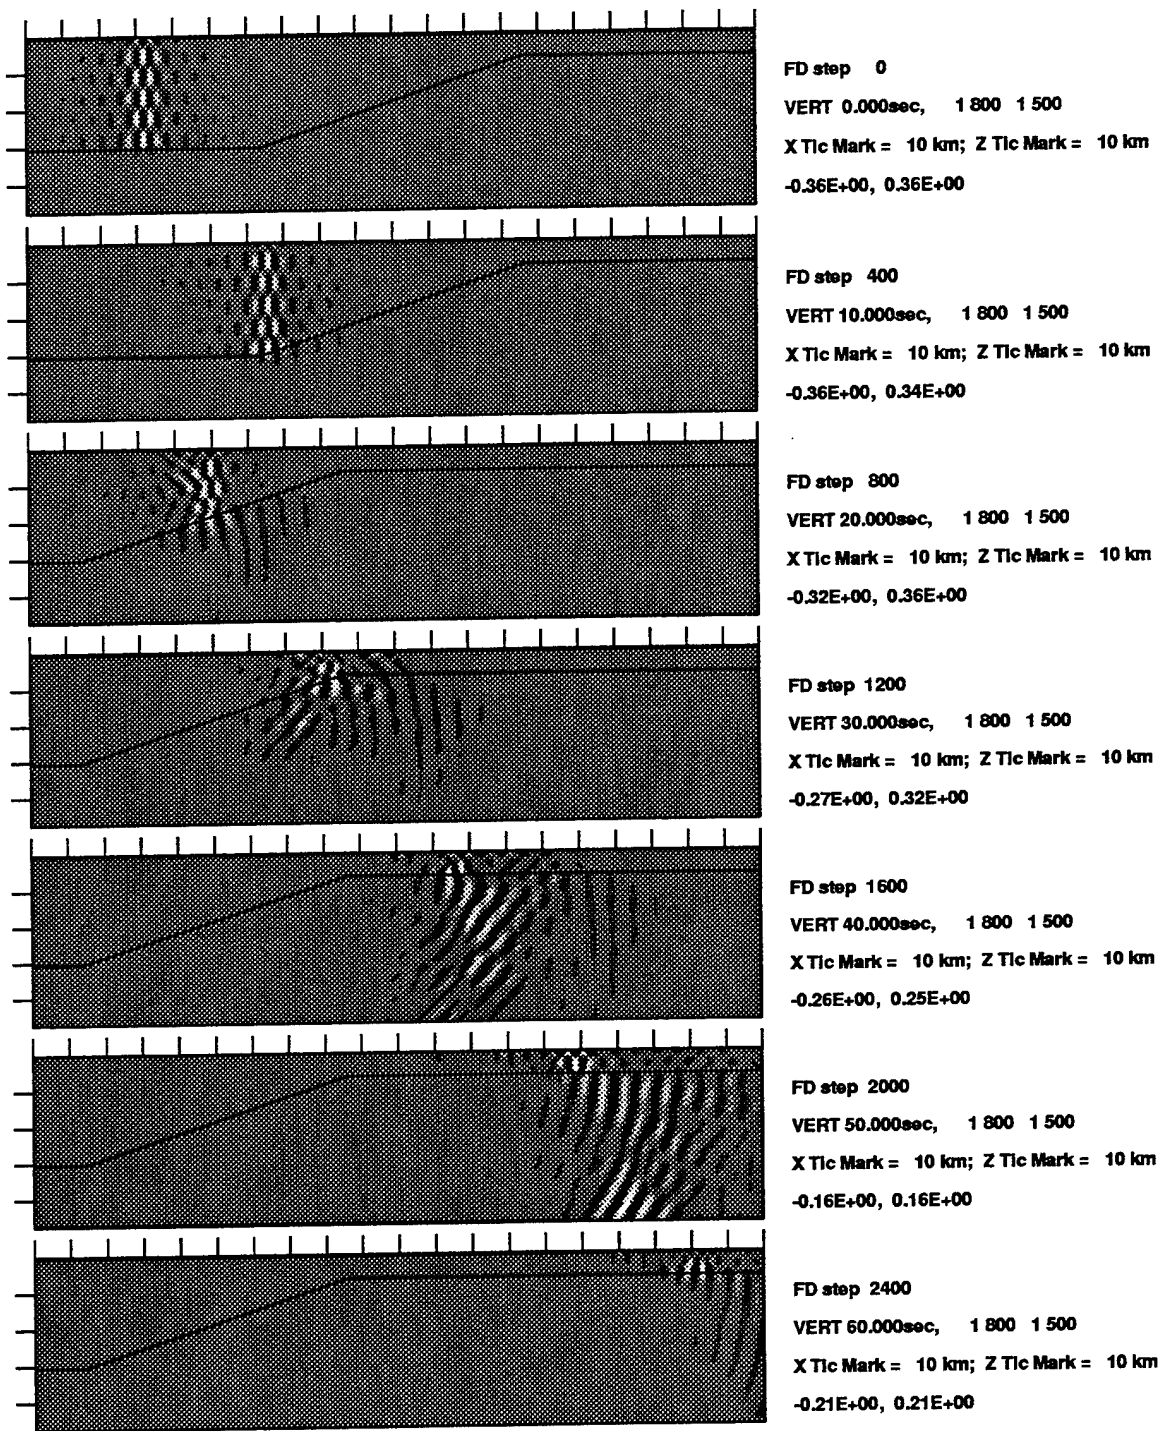 FD step 0
VERT 0.000sec, 1 800 1 500
X Tic Mark = 10 km; Z Tic Mark = 10 km
-0.36E+00, 0.36E+00
FD step 400
VERT 10.000sec, 1 800 1 500
X Tic Mark = 10 km; Z Tic Mark = 10 km
-0.36E+00, 0.34E+00
FD step 800
VERT 20.000sec, 1 800 1 500
X Tic Mark = 10 km; Z Tic Mark = 10 km
-0.32E+00, 0.36E+00
FD step 1200
VERT 30.000sec, 1 800 1 500
X Tic Mark = 10 km; Z Tic Mark = 10 km
-0.27E+00, 0.32E+00
FD step 1600
VERT 40.000sec, 1 800 1 500
X Tic Mark = 10 km; Z Tic Mark = 10 km
-0.26E+00, 0.25E+00
FD step 2000
VERT 50.000sec, 1 800 1 500
X Tic Mark = 10 km; Z Tic Mark = 10 km
-0.16E+00, 0.16E+00
FD step 2400
VERT 60.000sec, 1 800 1 500
X Tic Mark = 10 km; Z Tic Mark = 10 km
-0.21E+00, 0.21E+00